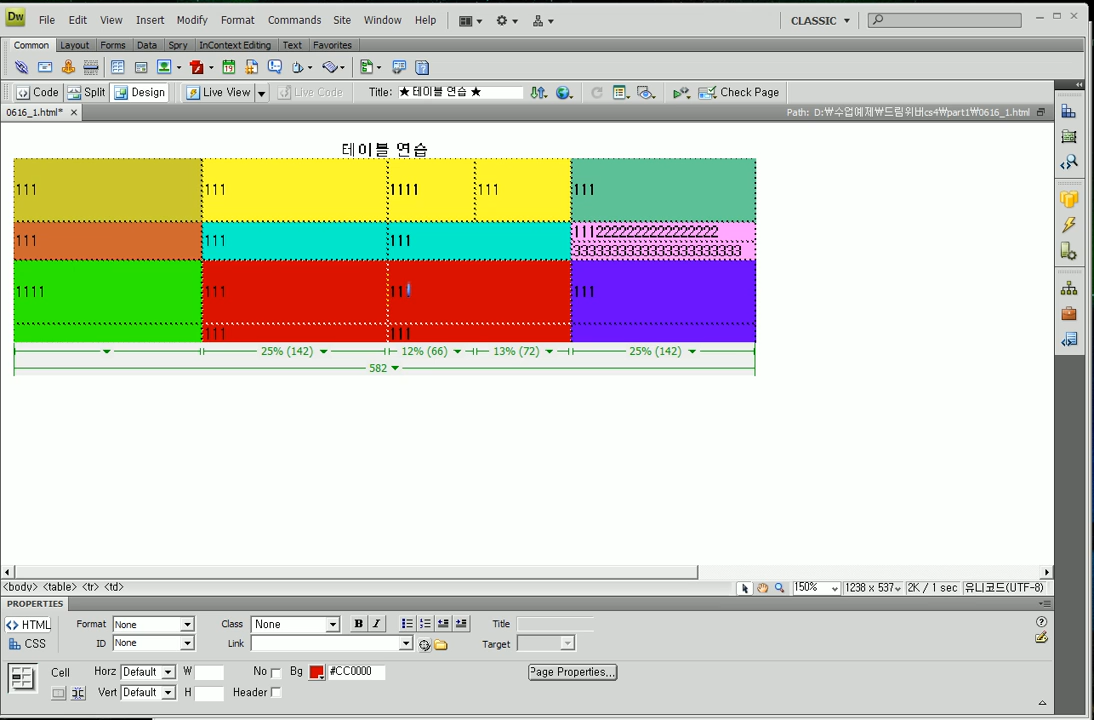 Dw File Edit View Insert Modify Format Commands Site Window Help CLASSIC
Common Layout Forms Data Spry InContext Editing Text Favorites
Code Split Design Live View Live Code Title: ★ 테이블 연습 ★ Check Page
0616_1.html* Path: D:￦수업예제￦드림위버cs4￦part1￦0616_1.html
테이블 연습
111 111 1111 111 111
111 111 111 1112222222222222222
3333333333333333333333
1111 111 111 111
111 111
25% (142) 12% (66) 13% (72) 25% (142)
582
<body> <table> <tr> <td> 150% 1238 x 537 2K / 1 sec 유니코드(UTF-8)
PROPERTIES
<> HTML Format None Class None B I Title
CSS ID None Link Target
Cell Horz Default W No Bg #CC0000 Page Properties...
Vert Default H Header